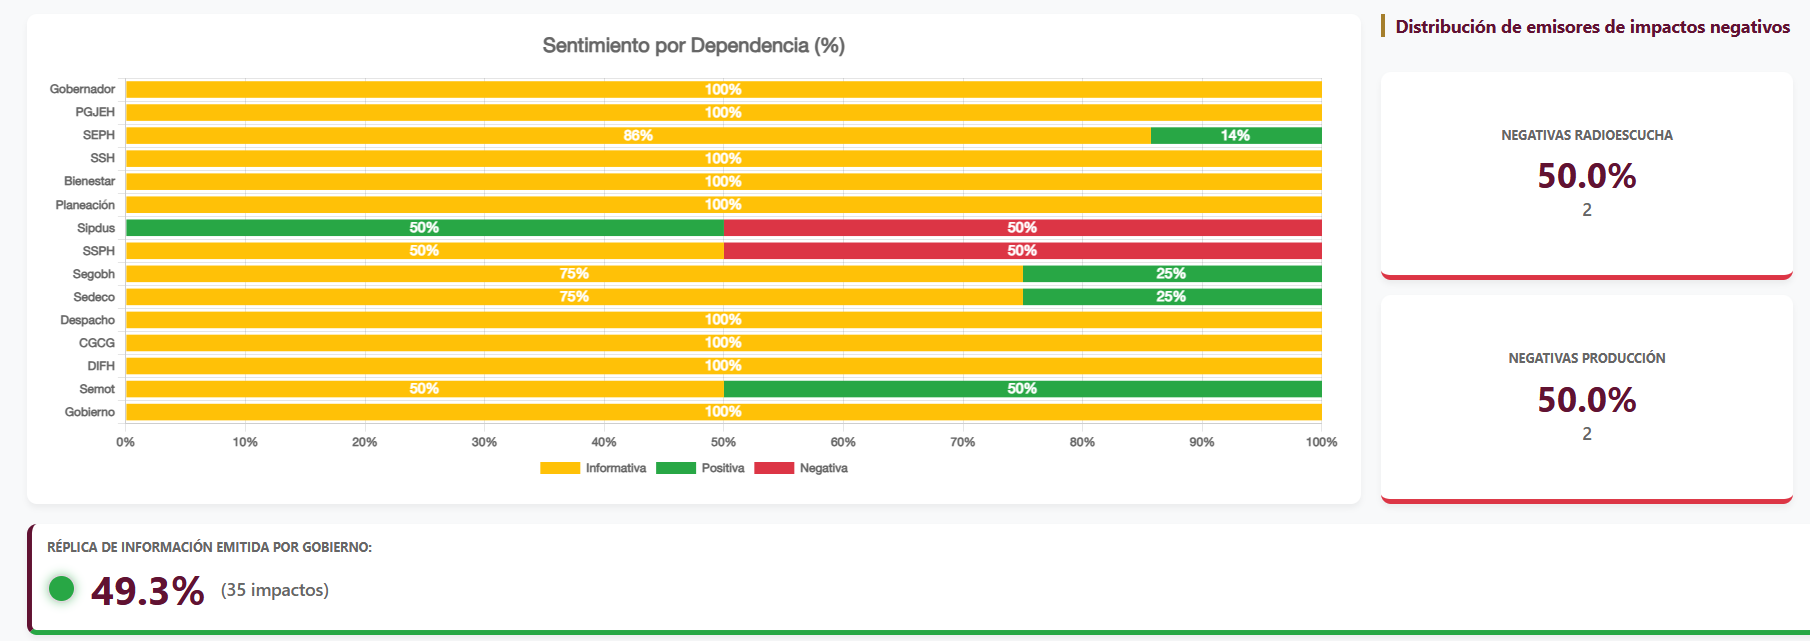 Sentimiento por Dependencia (%)
Gobernador 100%
PGJEH 100%
SEPH 86% 14%
SSH 100%
Bienestar 100%
Planeación 100%
Sipdus 50% 50%
SSPH 50% 50%
Segobh 75% 25%
Sedeco 75% 25%
Despacho 100%
CGCG 100%
DIFH 100%
Semot 50% 50%
Gobierno 100%
0% 10% 20% 30% 40% 50% 60% 70% 80% 90% 100%
Informativa Positiva Negativa
Distribución de emisores de impactos negativos
NEGATIVAS RADIOESCUCHA
50.0%
2
NEGATIVAS PRODUCCIÓN
50.0%
2
RÉPLICA DE INFORMACIÓN EMITIDA POR GOBIERNO:
49.3% (35 impactos)